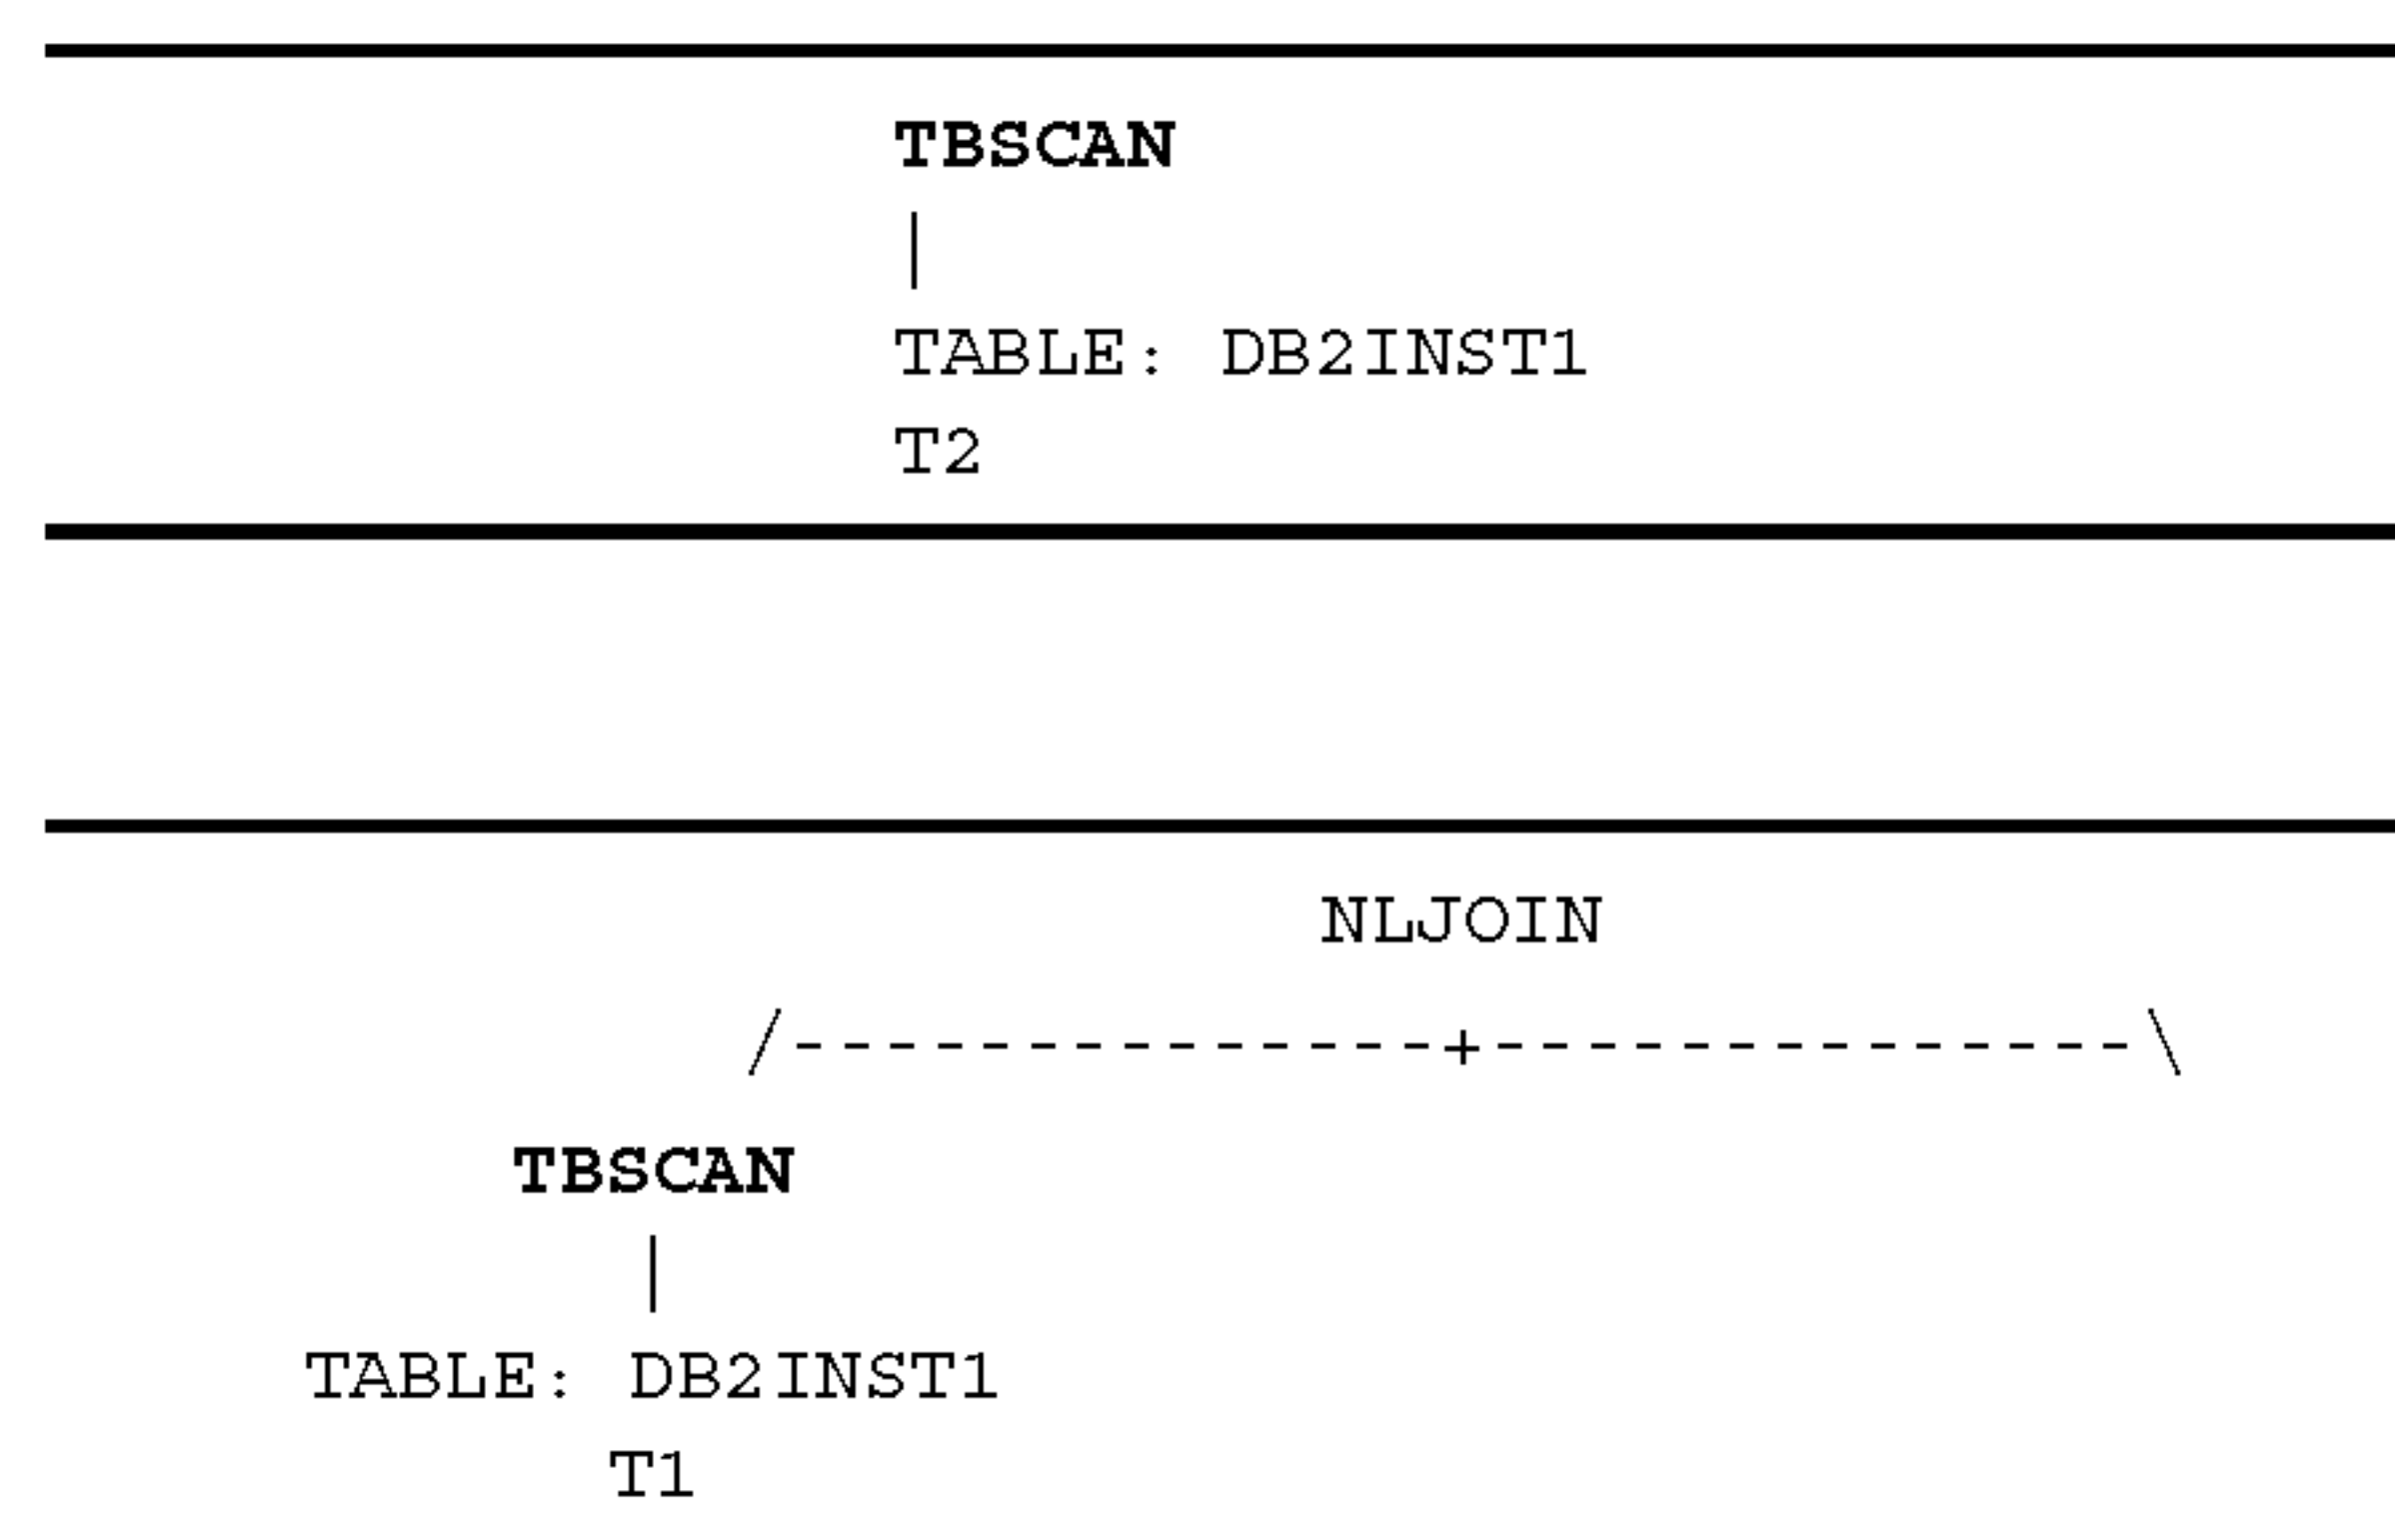 TBSCAN
|
TABLE: DB2INST1
T2
NLJOIN
/---------------+--------------\
TBSCAN
|
TABLE: DB2INST1
T1